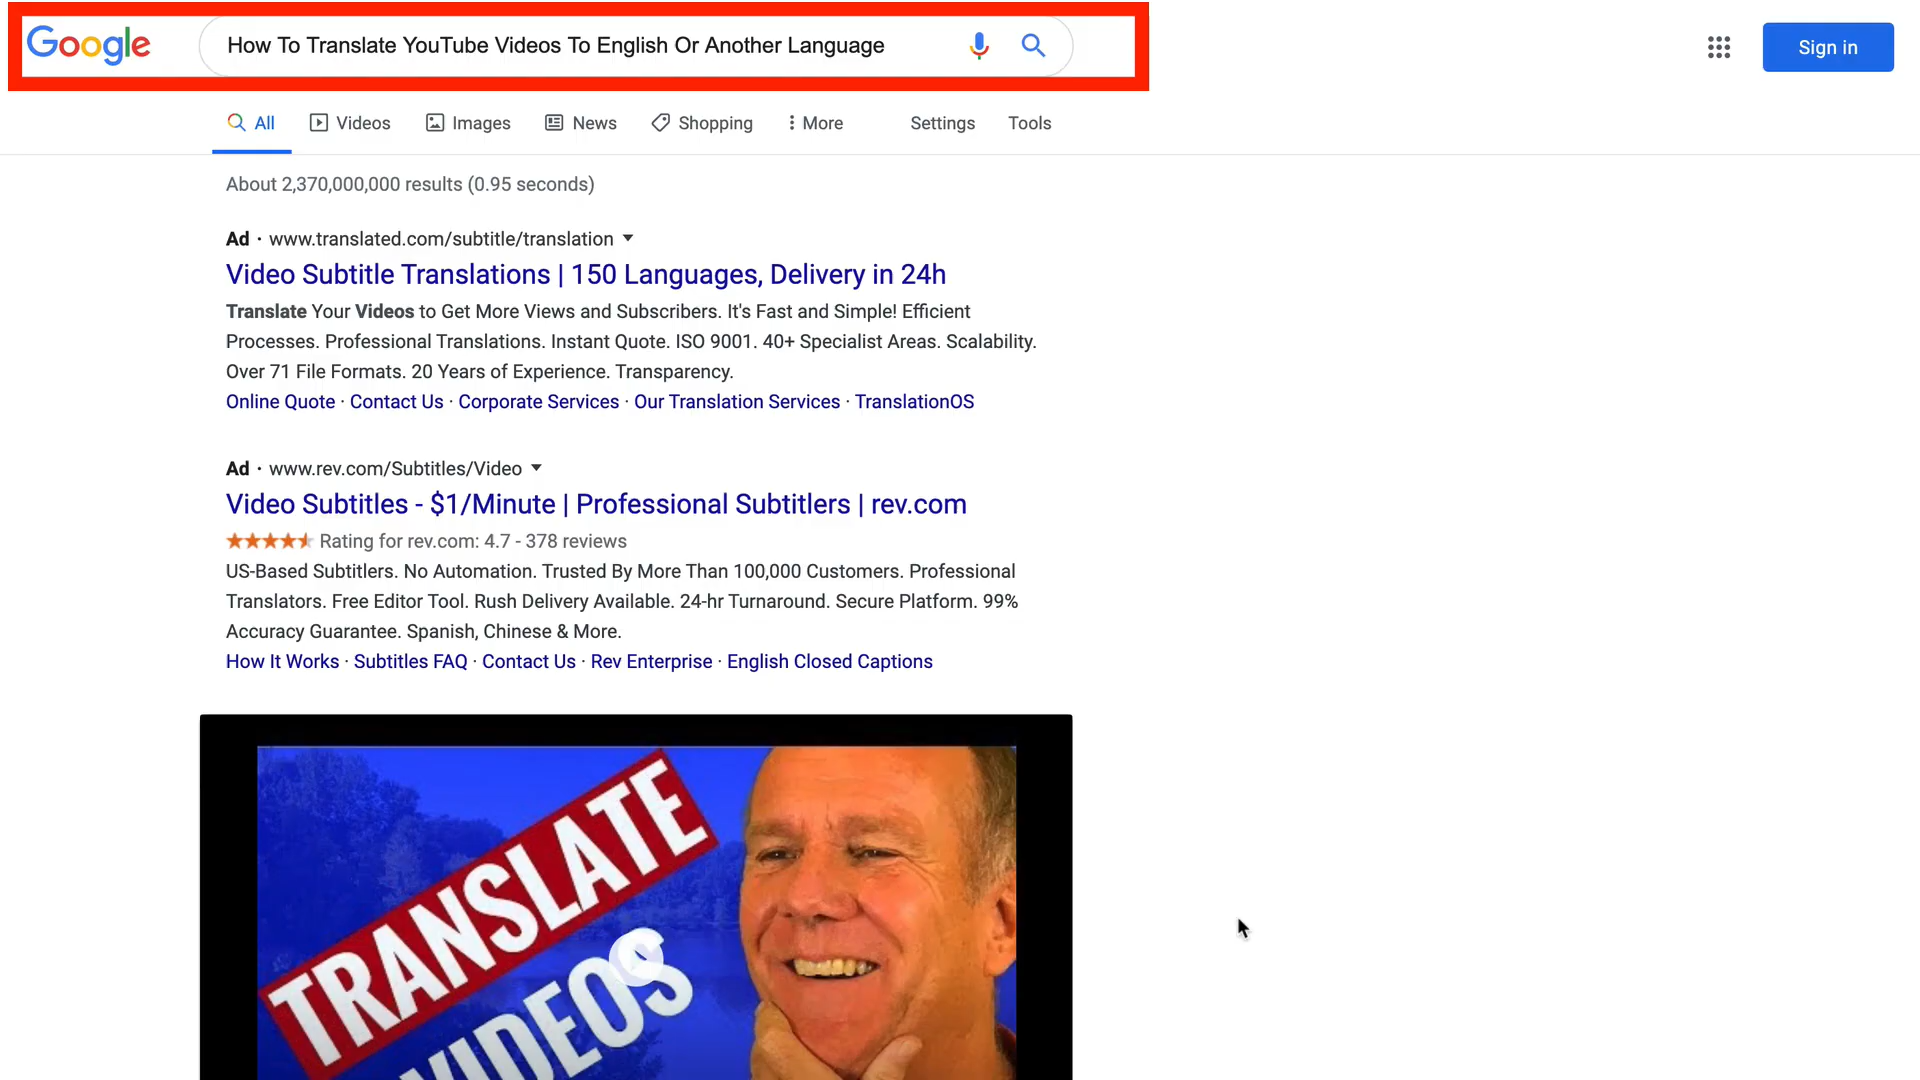 Google
How To Translate YouTube Videos To English Or Another Language
Sign in
All Videos Images News Shopping More Settings Tools
About 2,370,000,000 results (0.95 seconds)
Ad · www.translated.com/subtitle/translation
Video Subtitle Translations | 150 Languages, Delivery in 24h
Translate Your Videos to Get More Views and Subscribers. It's Fast and Simple! Efficient
Processes. Professional Translations. Instant Quote. ISO 9001. 40+ Specialist Areas. Scalability.
Over 71 File Formats. 20 Years of Experience. Transparency.
Online Quote · Contact Us · Corporate Services · Our Translation Services · TranslationOS
Ad · www.rev.com/Subtitles/Video
Video Subtitles - $1/Minute | Professional Subtitlers | rev.com
Rating for rev.com: 4.7 - 378 reviews
US-Based Subtitlers. No Automation. Trusted By More Than 100,000 Customers. Professional
Translators. Free Editor Tool. Rush Delivery Available. 24-hr Turnaround. Secure Platform. 99%
Accuracy Guarantee. Spanish, Chinese & More.
How It Works · Subtitles FAQ · Contact Us · Rev Enterprise · English Closed Captions
TRANSLATE
VIDEOS